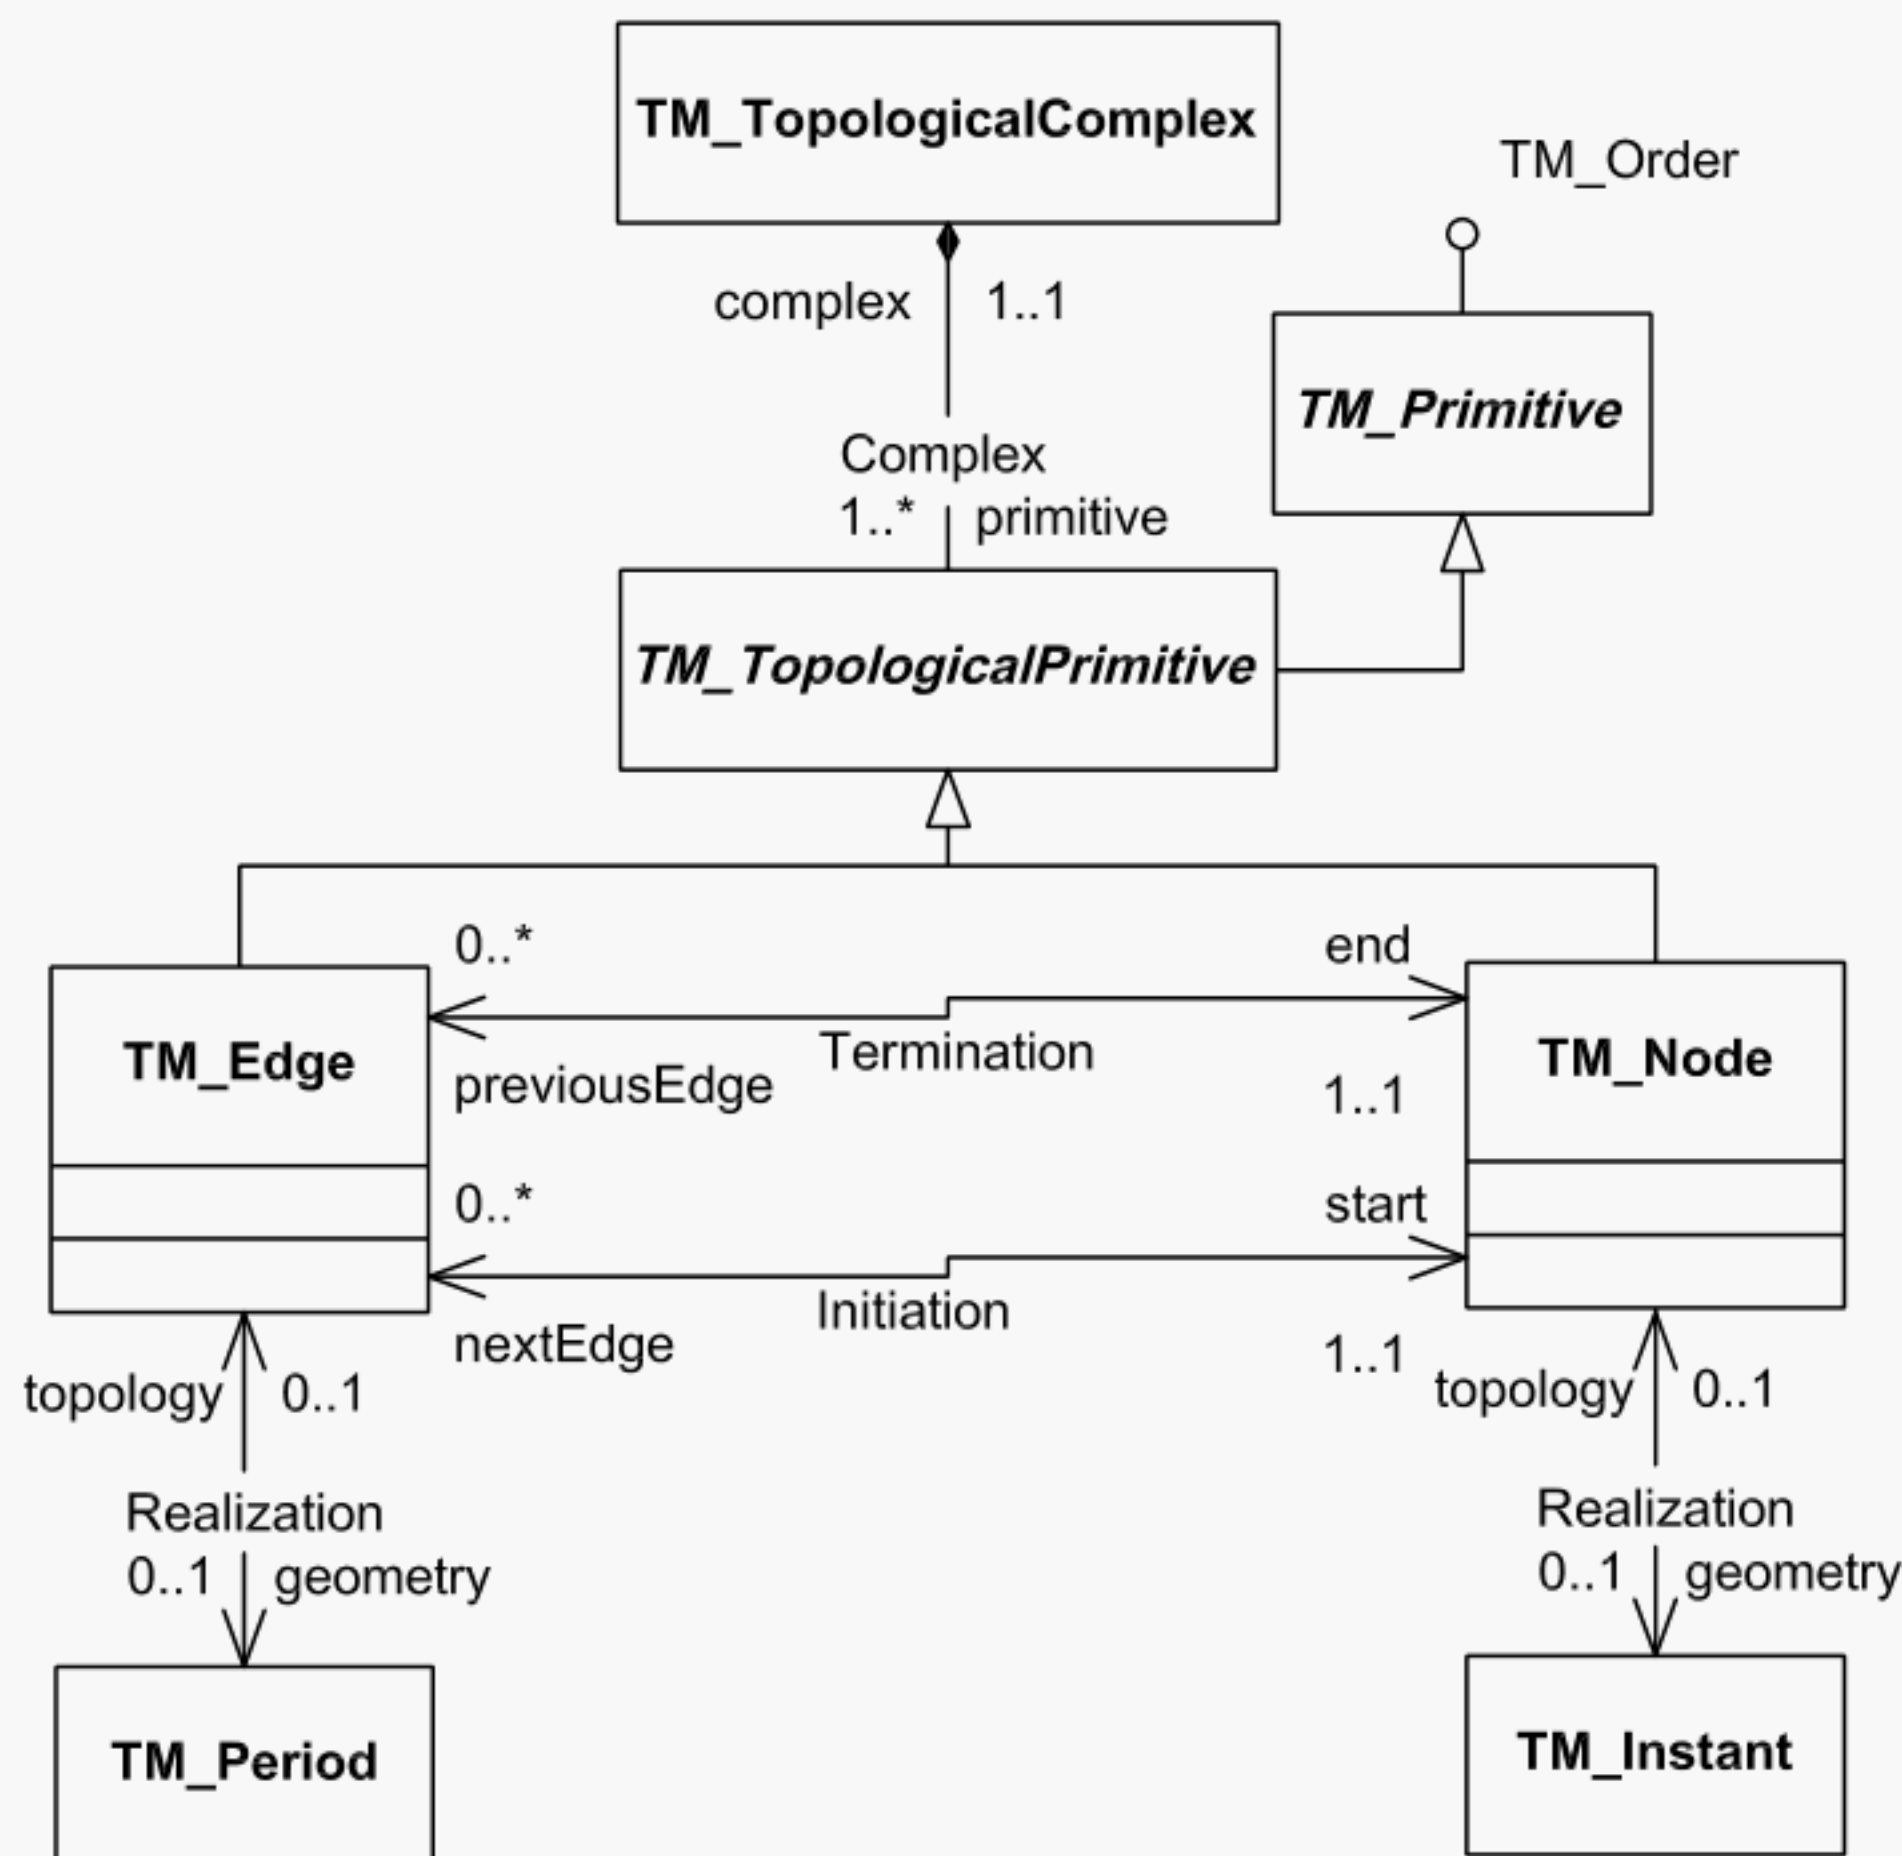 TM_TopologicalComplex
TM_Order
complex 1..1
TM_Primitive
Complex
1..* primitive
TM_TopologicalPrimitive
0..* end
TM_Edge
Termination
TM_Node
previousEdge 1..1
0..* start
Initiation
nextEdge 1..1
topology 0..1
topology 0..1
Realization
Realization
0..1 geometry
0..1 geometry
TM_Period
TM_Instant